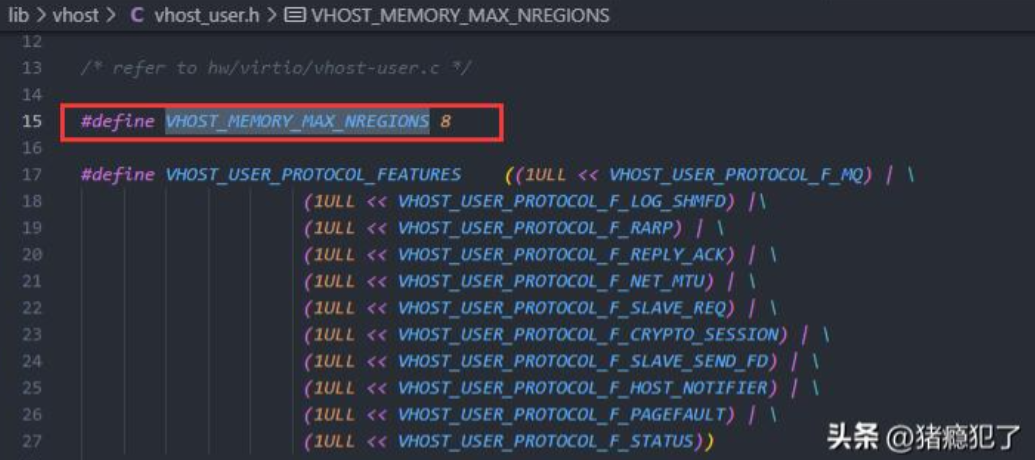 lib > vhost > C vhost_user.h > VHOST_MEMORY_MAX_NREGIONS
12
13 /* refer to hw/virtio/vhost-user.c */
14
15 #define VHOST_MEMORY_MAX_NREGIONS 8
16
17 #define VHOST_USER_PROTOCOL_FEATURES ((1ULL << VHOST_USER_PROTOCOL_F_MQ) | \
18 (1ULL << VHOST_USER_PROTOCOL_F_LOG_SHMFD) |\
19 (1ULL << VHOST_USER_PROTOCOL_F_RARP) | \
20 (1ULL << VHOST_USER_PROTOCOL_F_REPLY_ACK) | \
21 (1ULL << VHOST_USER_PROTOCOL_F_NET_MTU) | \
22 (1ULL << VHOST_USER_PROTOCOL_F_SLAVE_REQ) | \
23 (1ULL << VHOST_USER_PROTOCOL_F_CRYPTO_SESSION) | \
24 (1ULL << VHOST_USER_PROTOCOL_F_SLAVE_SEND_FD) | \
25 (1ULL << VHOST_USER_PROTOCOL_F_HOST_NOTIFIER) | \
26 (1ULL << VHOST_USER_PROTOCOL_F_PAGEFAULT) | \
27 (1ULL << VHOST_USER_PROTOCOL_F_STATUS))
头条 @猪瘾犯了